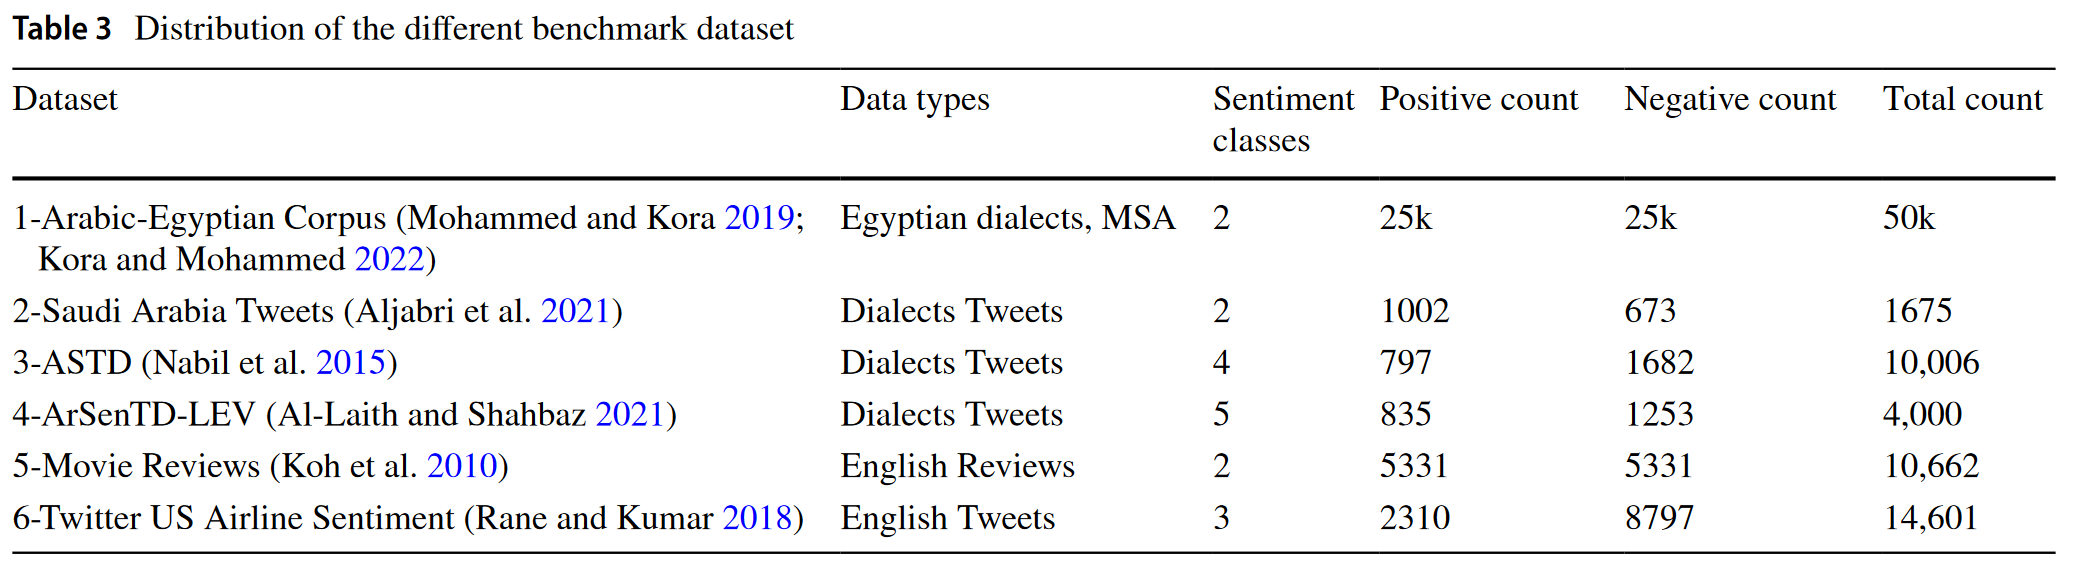 Table 3 Distribution of the different benchmark dataset
Dataset Data types Sentiment classes Positive count Negative count Total count
1-Arabic-Egyptian Corpus (Mohammed and Kora 2019; Kora and Mohammed 2022) Egyptian dialects, MSA 2 25k 25k 50k
2-Saudi Arabia Tweets (Aljabri et al. 2021) Dialects Tweets 2 1002 673 1675
3-ASTD (Nabil et al. 2015) Dialects Tweets 4 797 1682 10,006
4-ArSenTD-LEV (Al-Laith and Shahbaz 2021) Dialects Tweets 5 835 1253 4,000
5-Movie Reviews (Koh et al. 2010) English Reviews 2 5331 5331 10,662
6-Twitter US Airline Sentiment (Rane and Kumar 2018) English Tweets 3 2310 8797 14,601